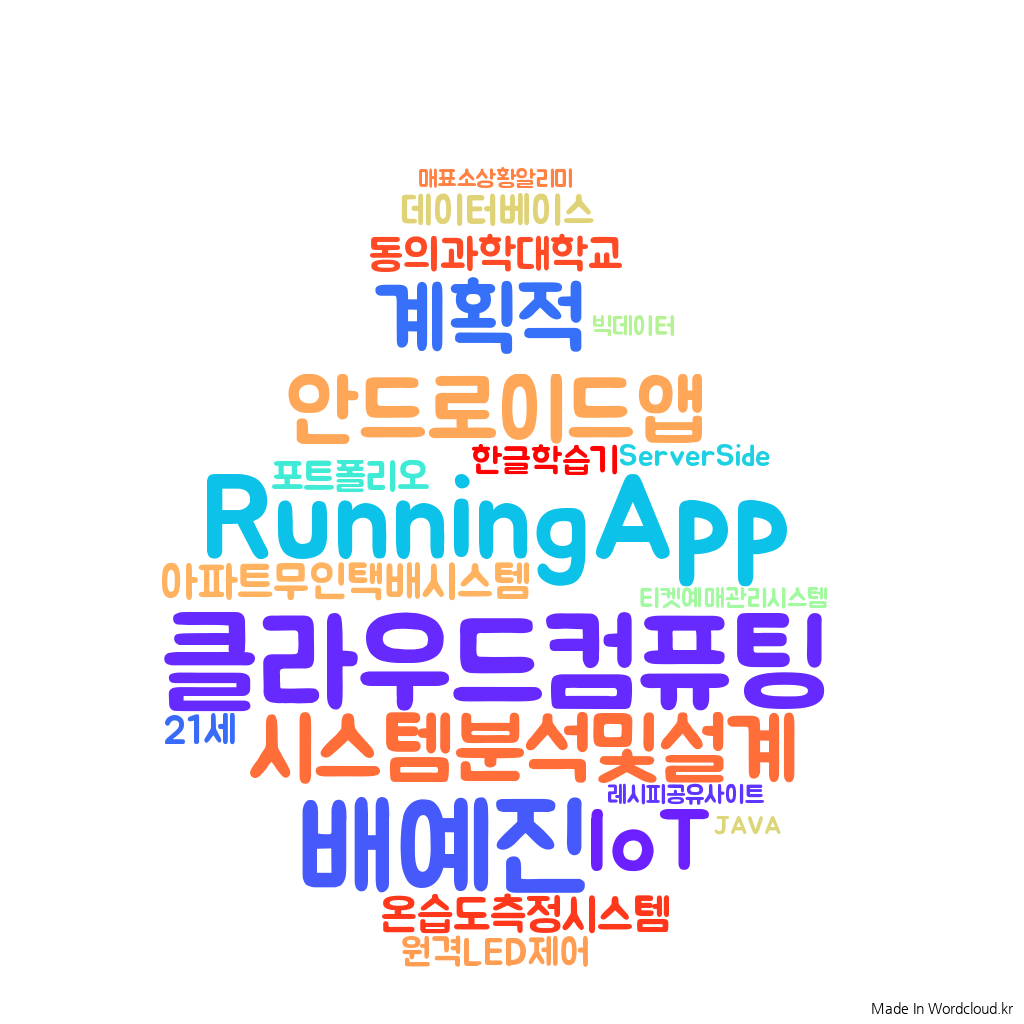 매표소상황알리미
데이터베이스
동의과학대학교
계획적
빅데이터
안드로이드앱
한글학습기
ServerSide
포트폴리오
RunningApp
아파트무인택배시스템
티켓예매관리시스템
클라우드컴퓨팅
21세
시스템분석및설계
레시피공유사이트
배예진
IoT
JAVA
온습도측정시스템
원격LED제어
Made In Wordcloud.kr